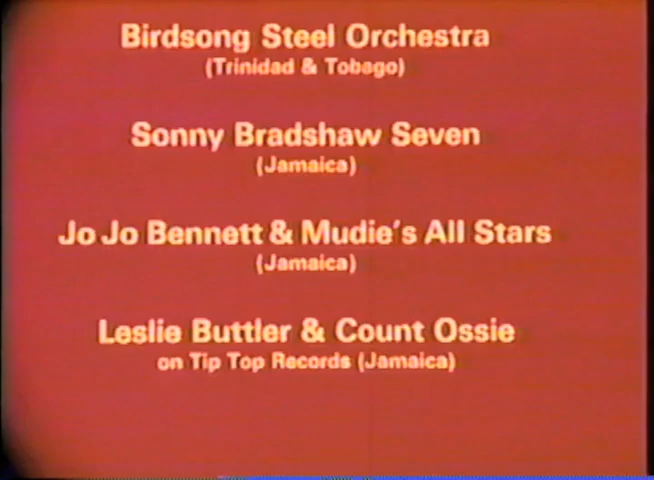 Birdsong Steel Orchestra
(Trinidad & Tobago)
Sonny Bradshaw Seven
(Jamaica)
Jo Jo Bennett & Mudie's All Stars
(Jamaica)
Leslie Buttler & Count Ossie
on Tip Top Records (Jamaica)